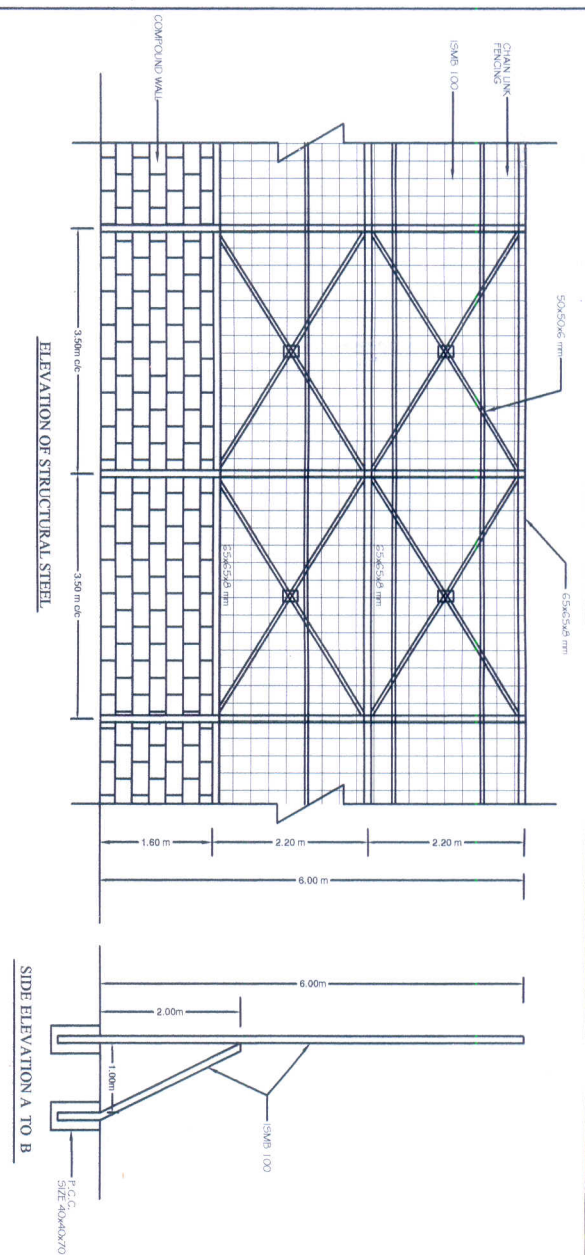 CHAIN LINK
FENCING
ISMB 100
COMPOUND WALL
50x50x6 mm
65x65x8 mm
65x65x8 mm
65x65x8 mm
3.50m c/c
3.50 m c/c
1.60 m
2.20 m
2.20 m
6.00 m
ELEVATION OF STRUCTURAL STEEL
6.00m
2.00m
1.00m
ISMB 100
P.C.C.
SIZE 40x40x70
SIDE ELEVATION A TO B